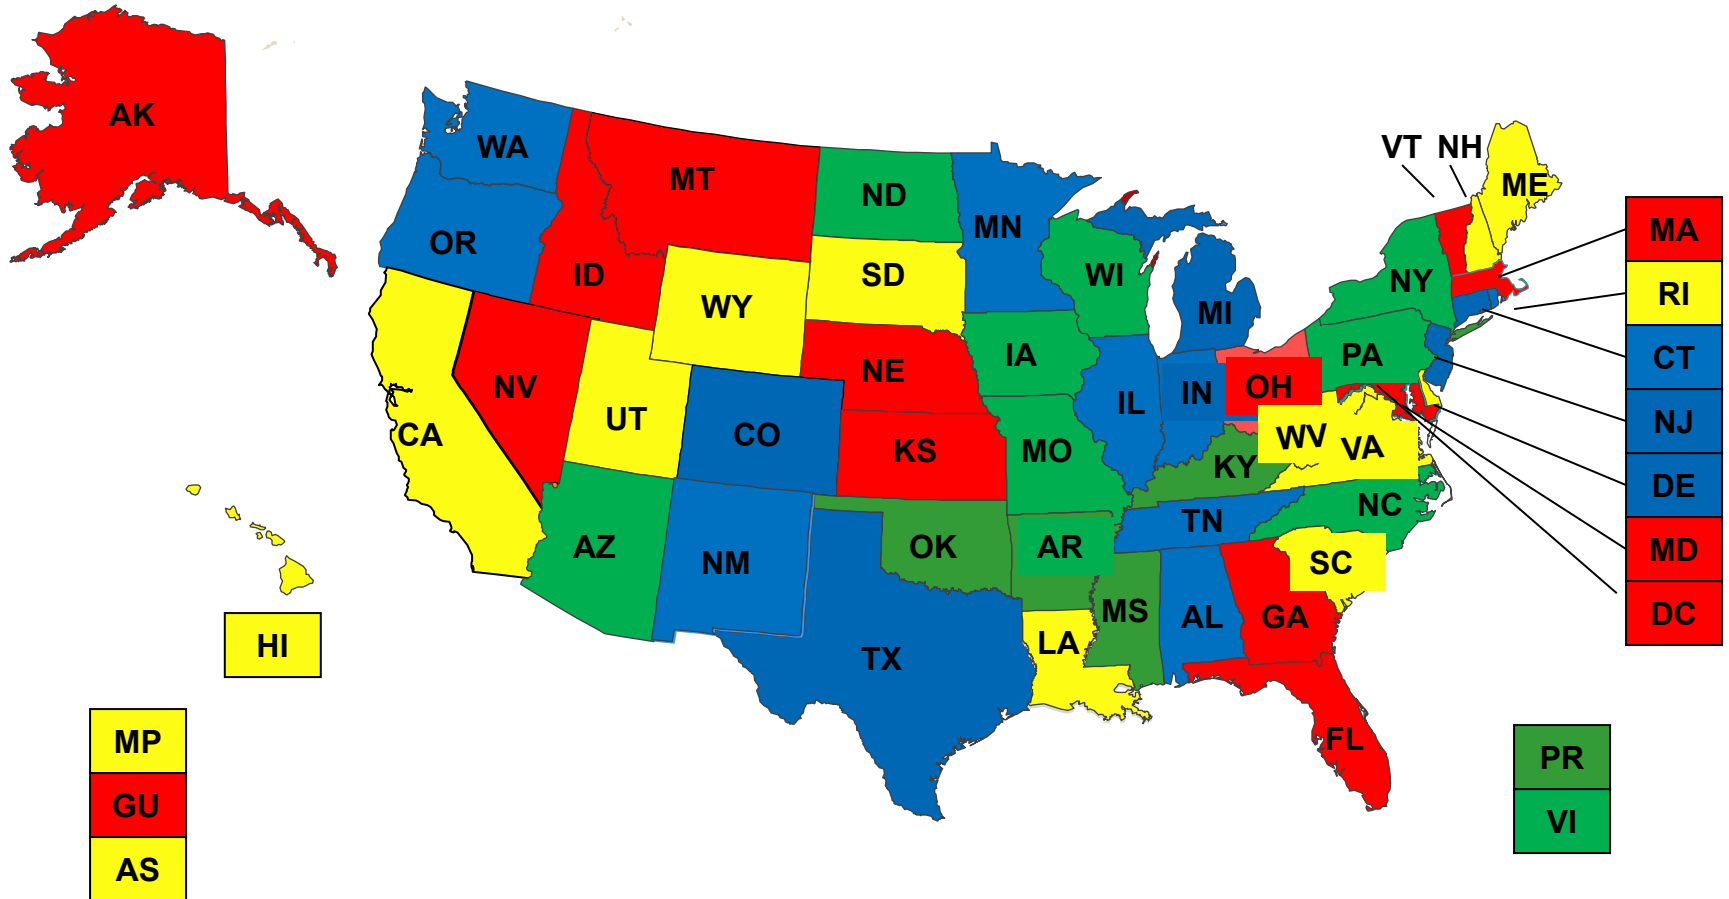 AK
WA
MT
ND
MN
VT NH
ME
OR
ID
WY
SD
WI
MI
NY
MA
RI
CT
NJ
DE
MD
DC
NV
UT
CO
NE
IA
IL
IN
OH
PA
CA
KS
MO
KY
WV
VA
AZ
NM
OK
AR
TN
NC
SC
TX
LA
MS
AL
GA
FL
HI
MP
GU
AS
PR
VI